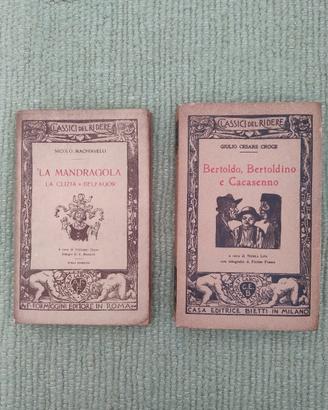 CLASSICI DEL RIDERE
NICOLÒ MACHIAVELLI
LA MANDRAGOLA
LA CLIZIA - BELFAGOR
A. F. FORMIGGINI EDITORE IN ROMA
CLASSICI DEL RIDERE
GIULIO CESARE CROCE
Bertoldo, Bertoldino
e Cacasenno
CASA EDITRICE BIETTI IN MILANO